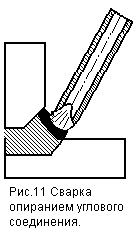 Рис.11 Сварка
опиранием углового
соединения.